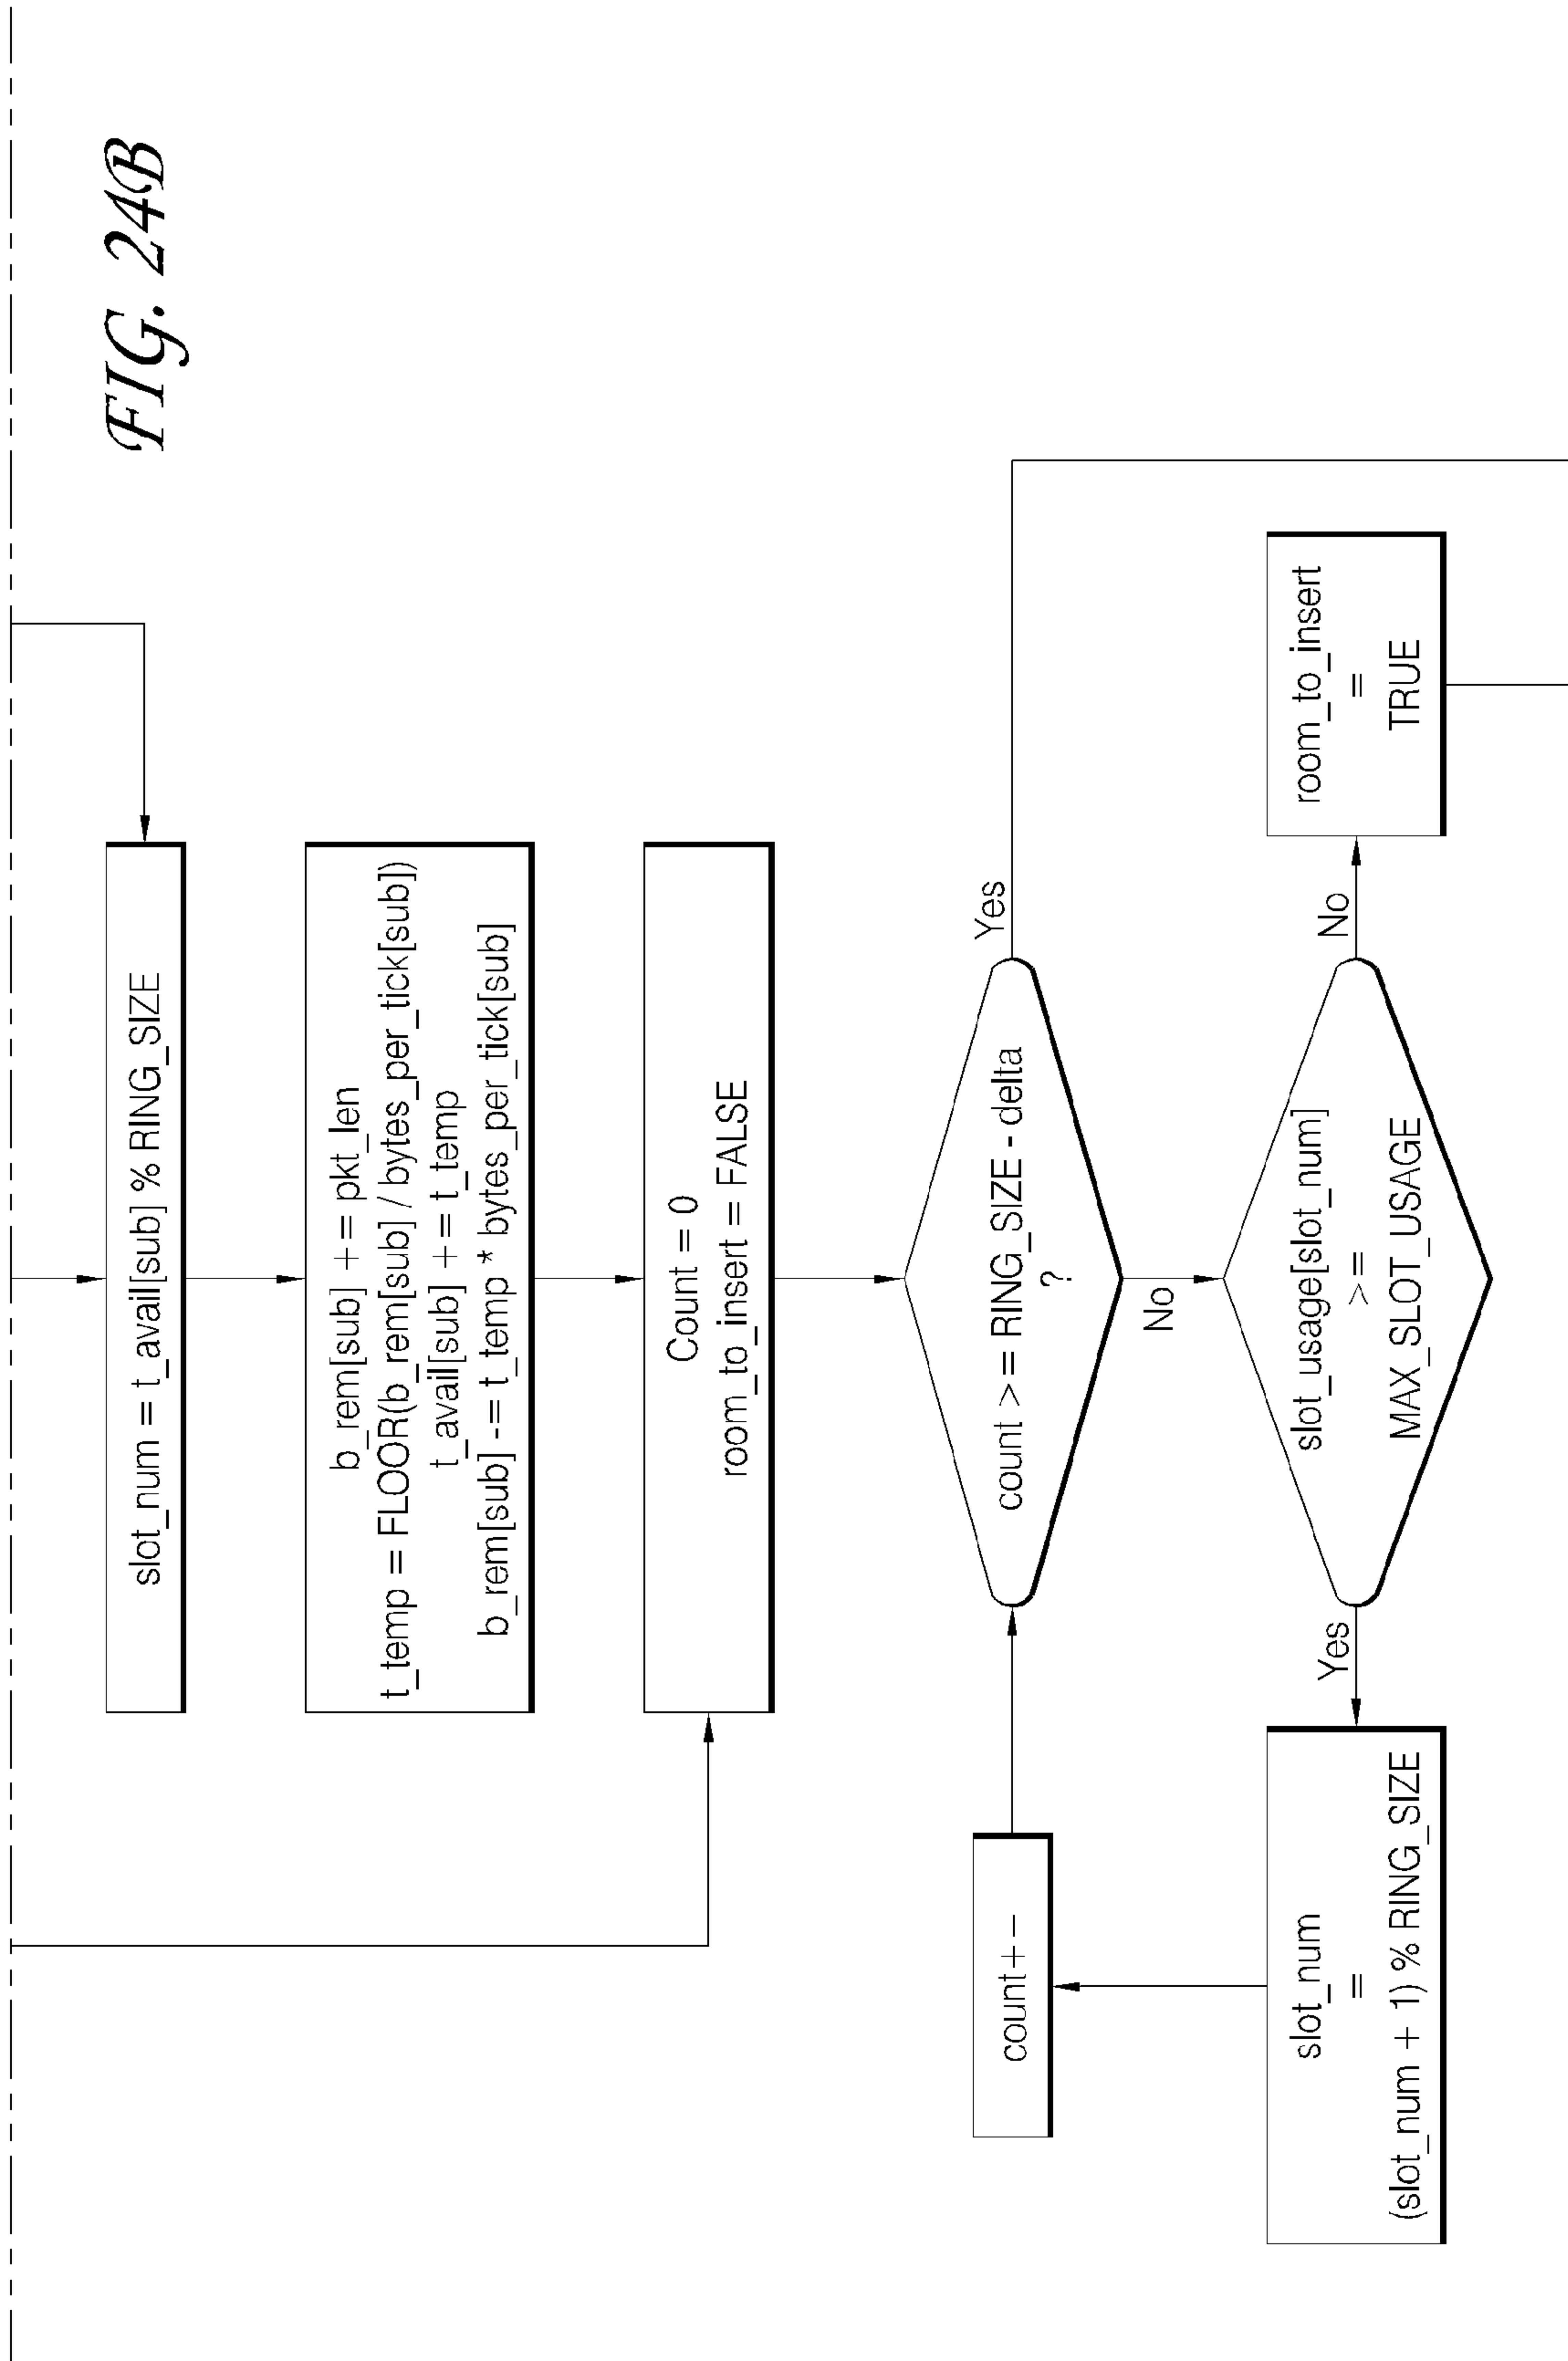 FIG. 24B
slot_num = t_avail[sub] % RING_SIZE
b_rem[sub] += pkt_len
t_temp = FLOOR(b_rem[sub] / bytes_per_tick[sub])
t_avail[sub] += t_temp
b_rem[sub] -= t_temp * bytes_per_tick[sub]
Count = 0
room_to_insert = FALSE
count >= RING_SIZE - delta
?
Yes
No
count+-
slot_usage[slot_num]
>=
MAX_SLOT_USAGE
Yes
No
slot_num
=
(slot_num + 1) % RING_SIZE
room_to_insert
=
TRUE